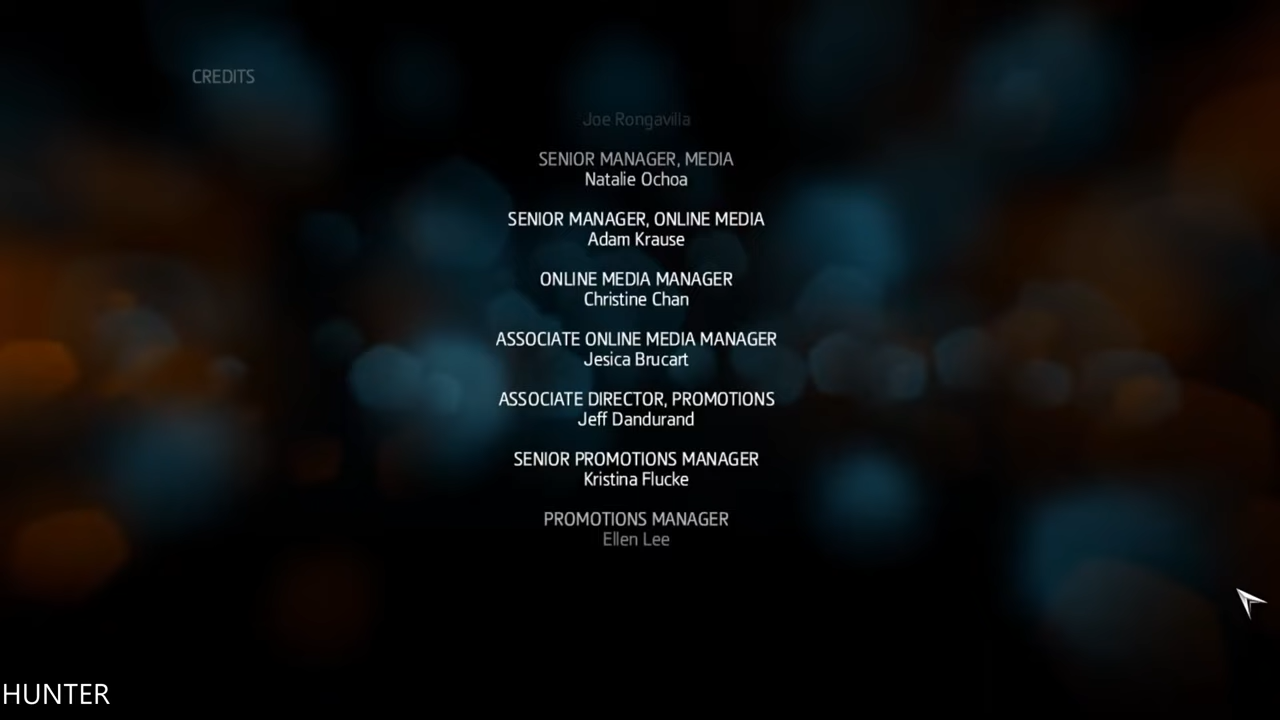 CREDITS
Joe Rongavilla
SENIOR MANAGER, MEDIA
Natalie Ochoa
SENIOR MANAGER, ONLINE MEDIA
Adam Krause
ONLINE MEDIA MANAGER
Christine Chan
ASSOCIATE ONLINE MEDIA MANAGER
Jesica Brucart
ASSOCIATE DIRECTOR, PROMOTIONS
Jeff Dandurand
SENIOR PROMOTIONS MANAGER
Kristina Flucke
PROMOTIONS MANAGER
Ellen Lee
HUNTER